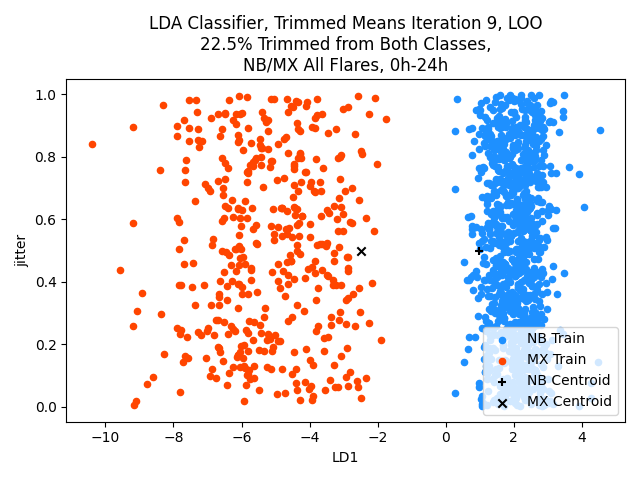 LDA Classifier, Trimmed Means Iteration 9, LOO
22.5% Trimmed from Both Classes,
NB/MX All Flares, 0h-24h
1.0
0.8
0.6
0.4
0.2
0.0
jitter
NB Train
MX Train
NB Centroid
MX Centroid
−10
−8
−6
−4
−2
0
2
4
LD1